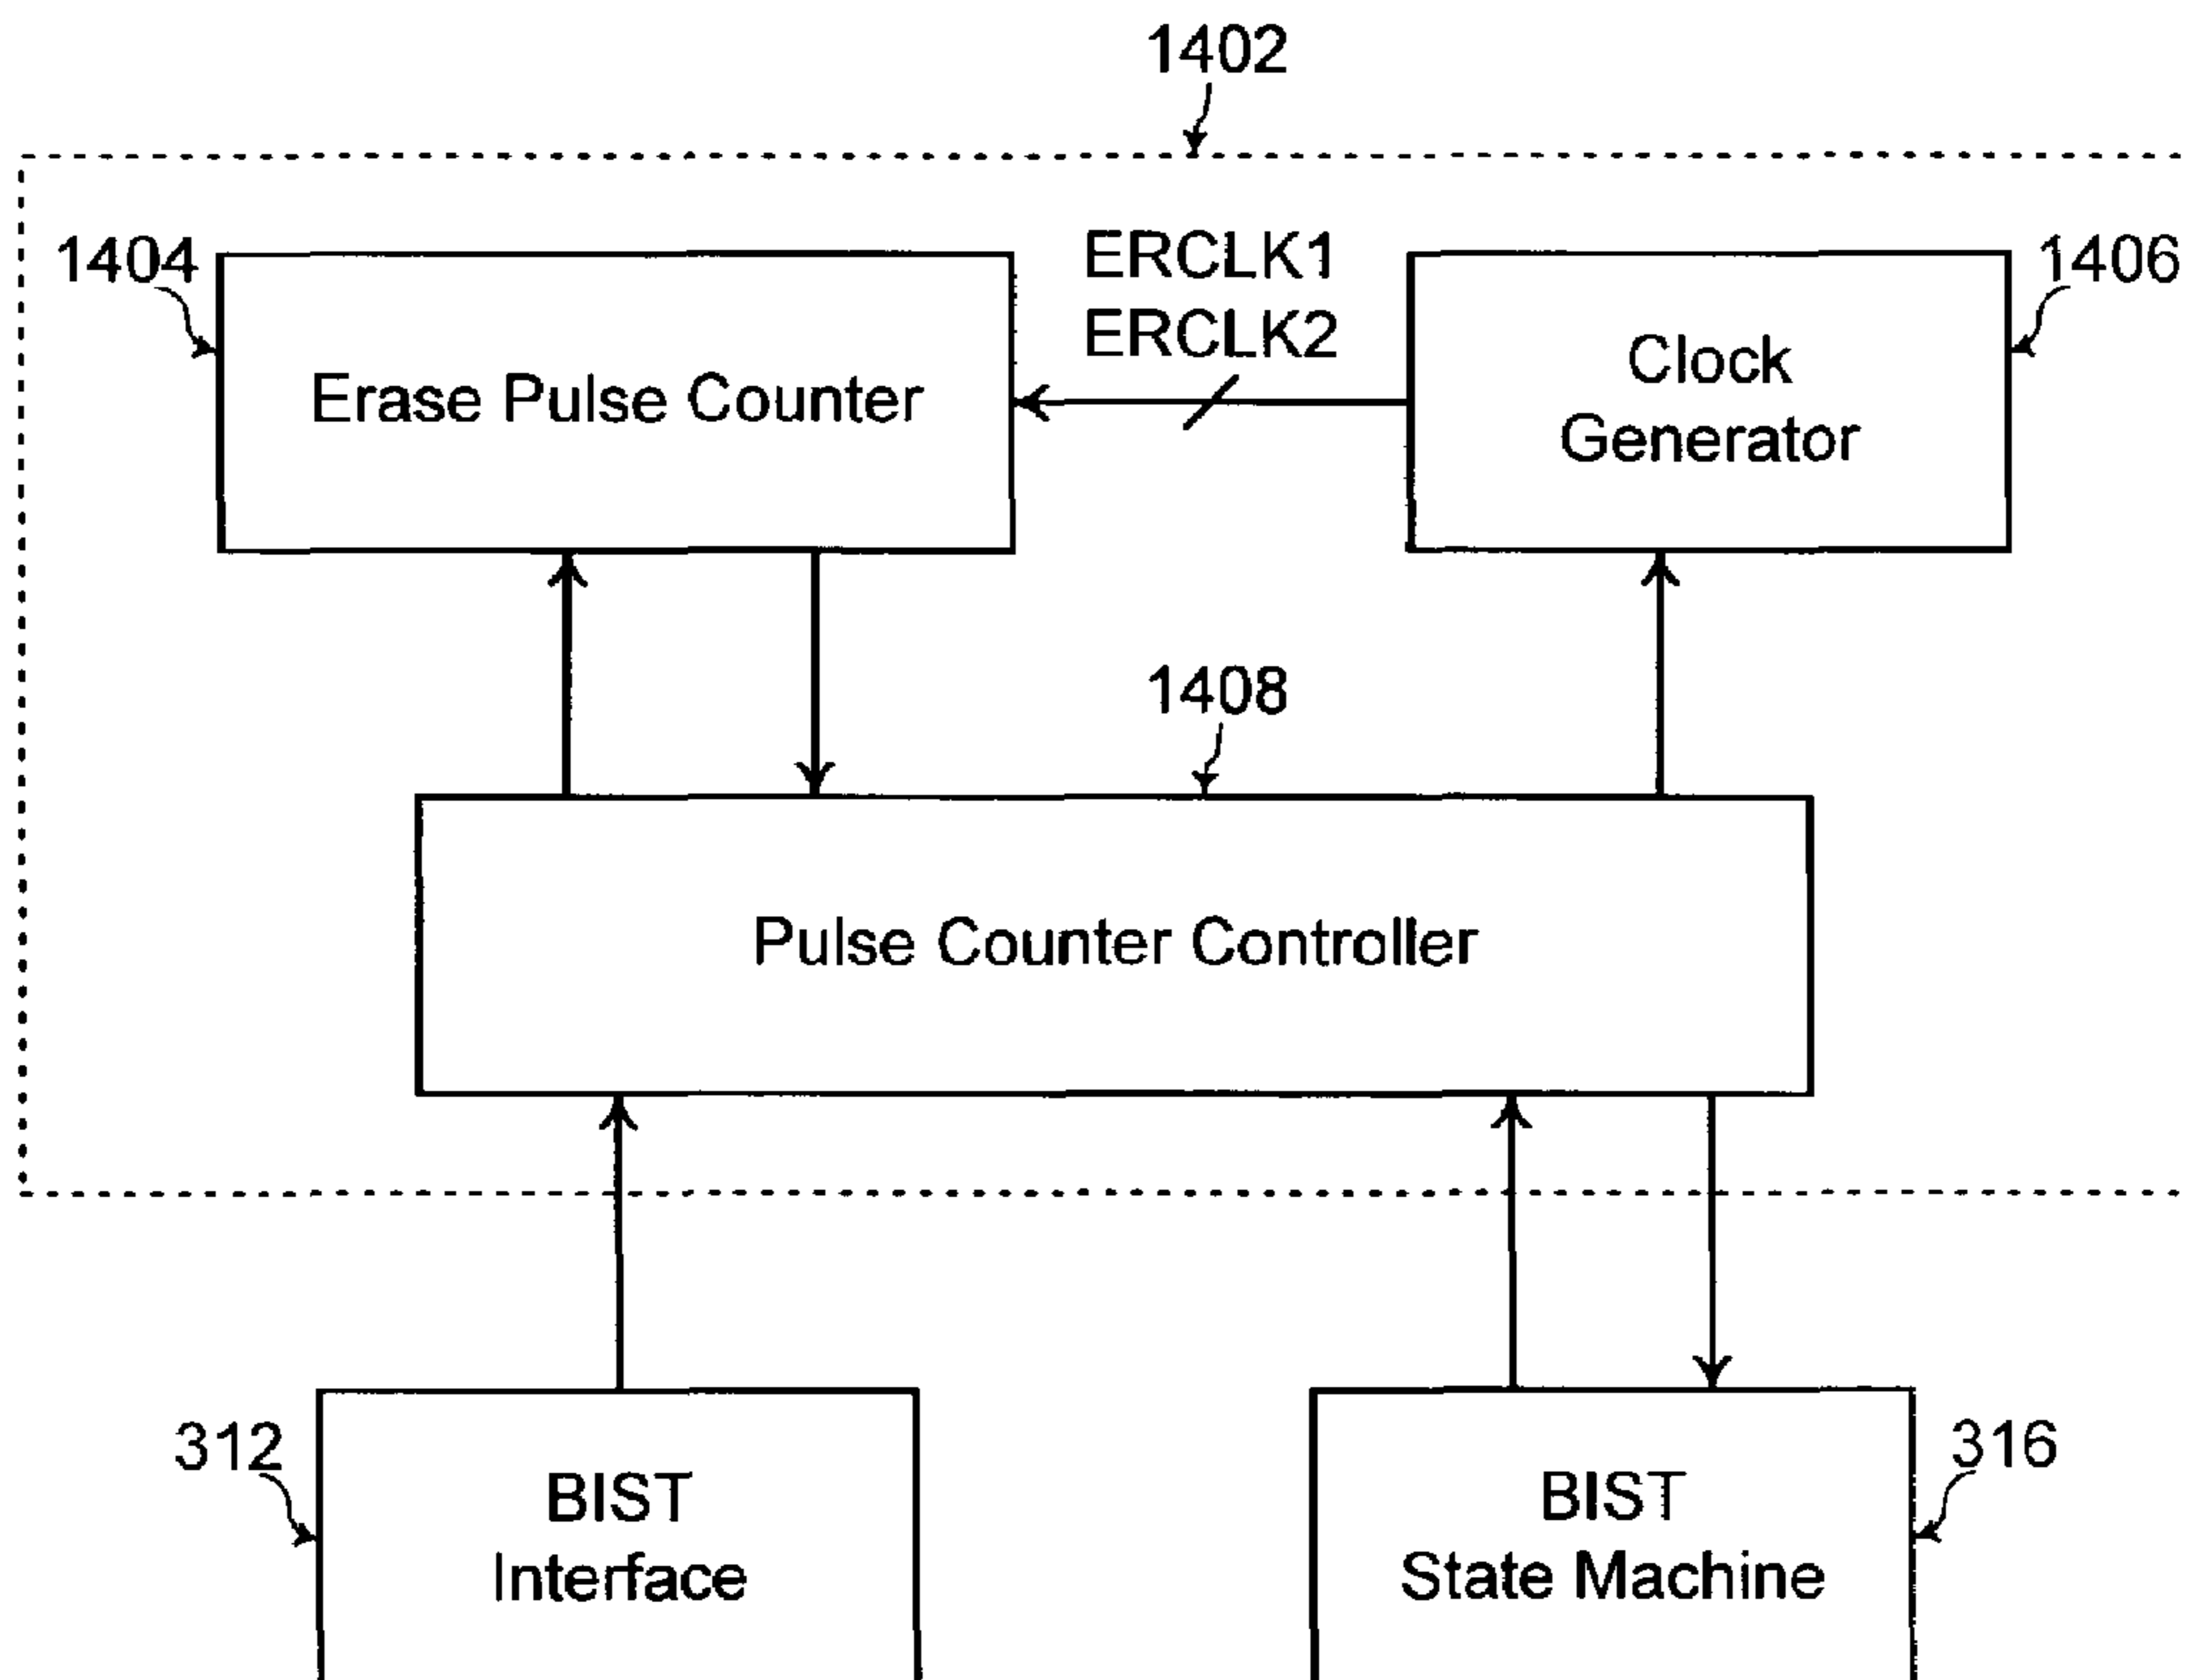 1402
1404
ERCLK1
ERCLK2
1406
Erase Pulse Counter
Clock
Generator
1408
Pulse Counter Controller
312
BIST
Interface
BIST
State Machine
316